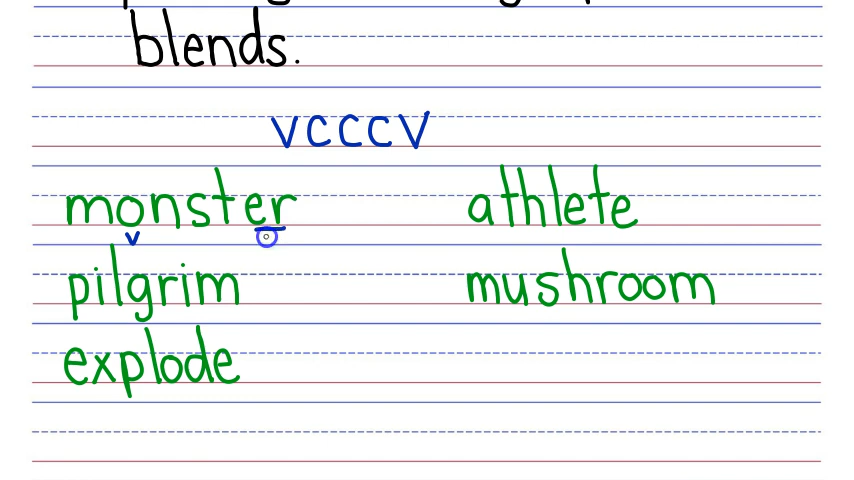 blends.
VCCCV
monster athlete
v
pilgrim mushroom
explode